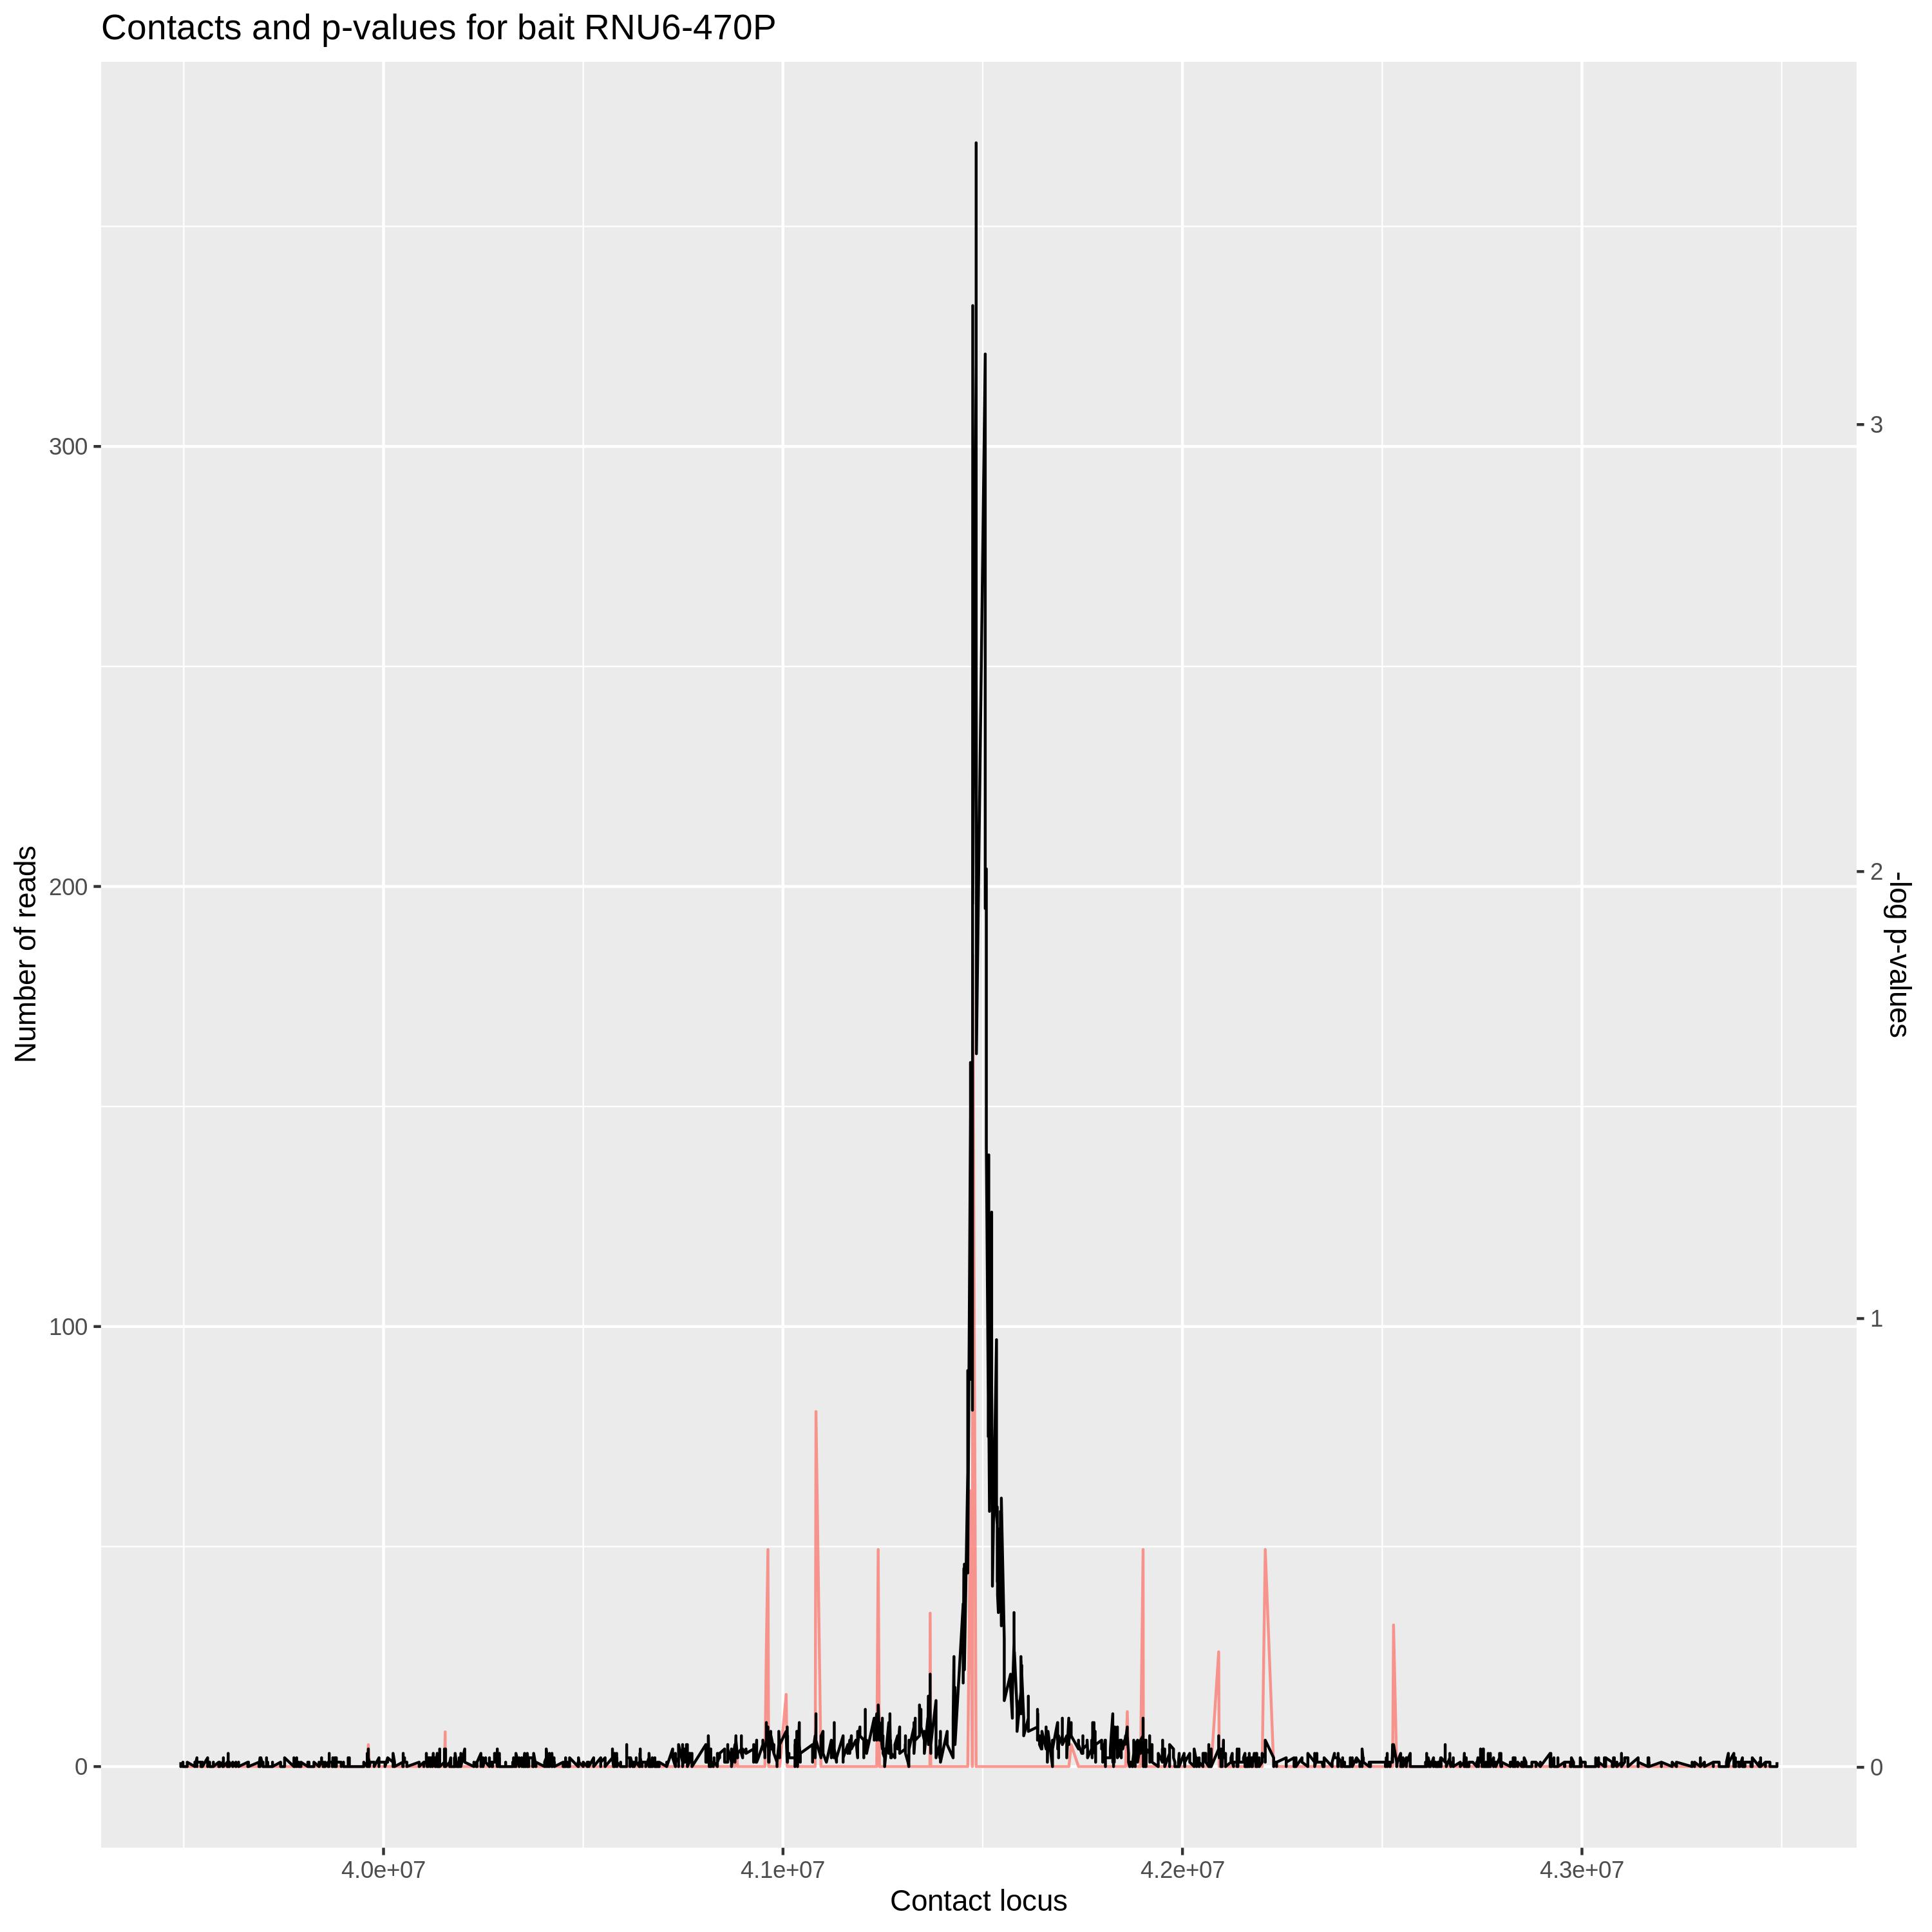 Contacts and p-values for bait RNU6-470P
Number of reads
300
200
100
0
3
2
1
0
-log p-values
4.0e+07
4.1e+07
4.2e+07
4.3e+07
Contact locus